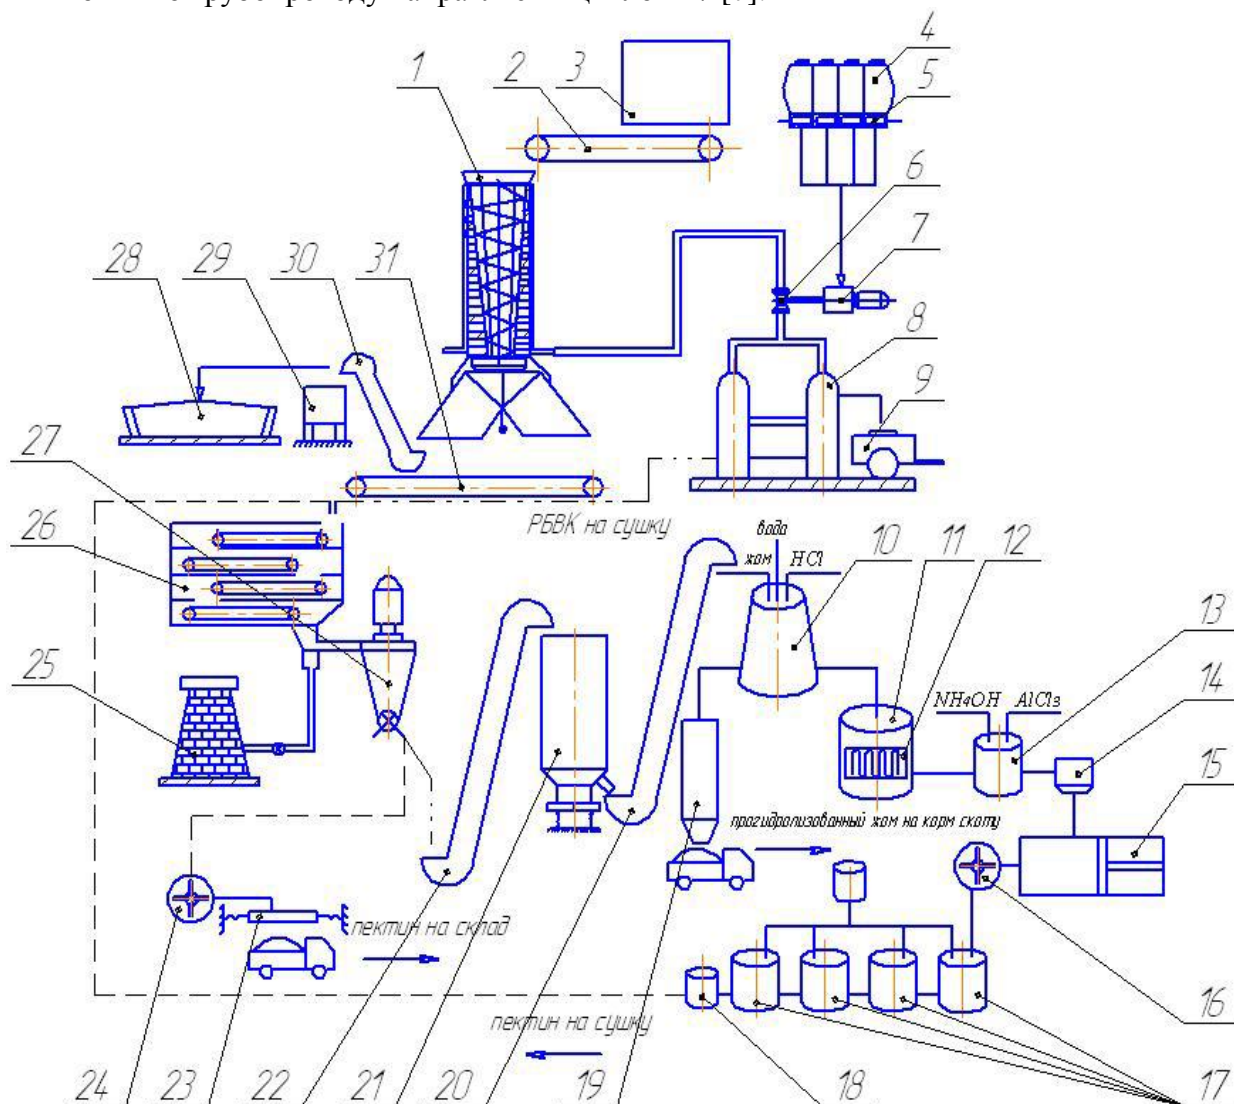 4
1 2 3 5
6
7
28 29 30 31 8
9
27
РБВК на сушку
вода
26 жом HCl 10 11 12
13
25 NH₄OH AlCl₃ 14
15
прогидролизованный жом на корм скоту
пектин на склад
16
пектин на сушку
24 23 22 21 20 19 18 17